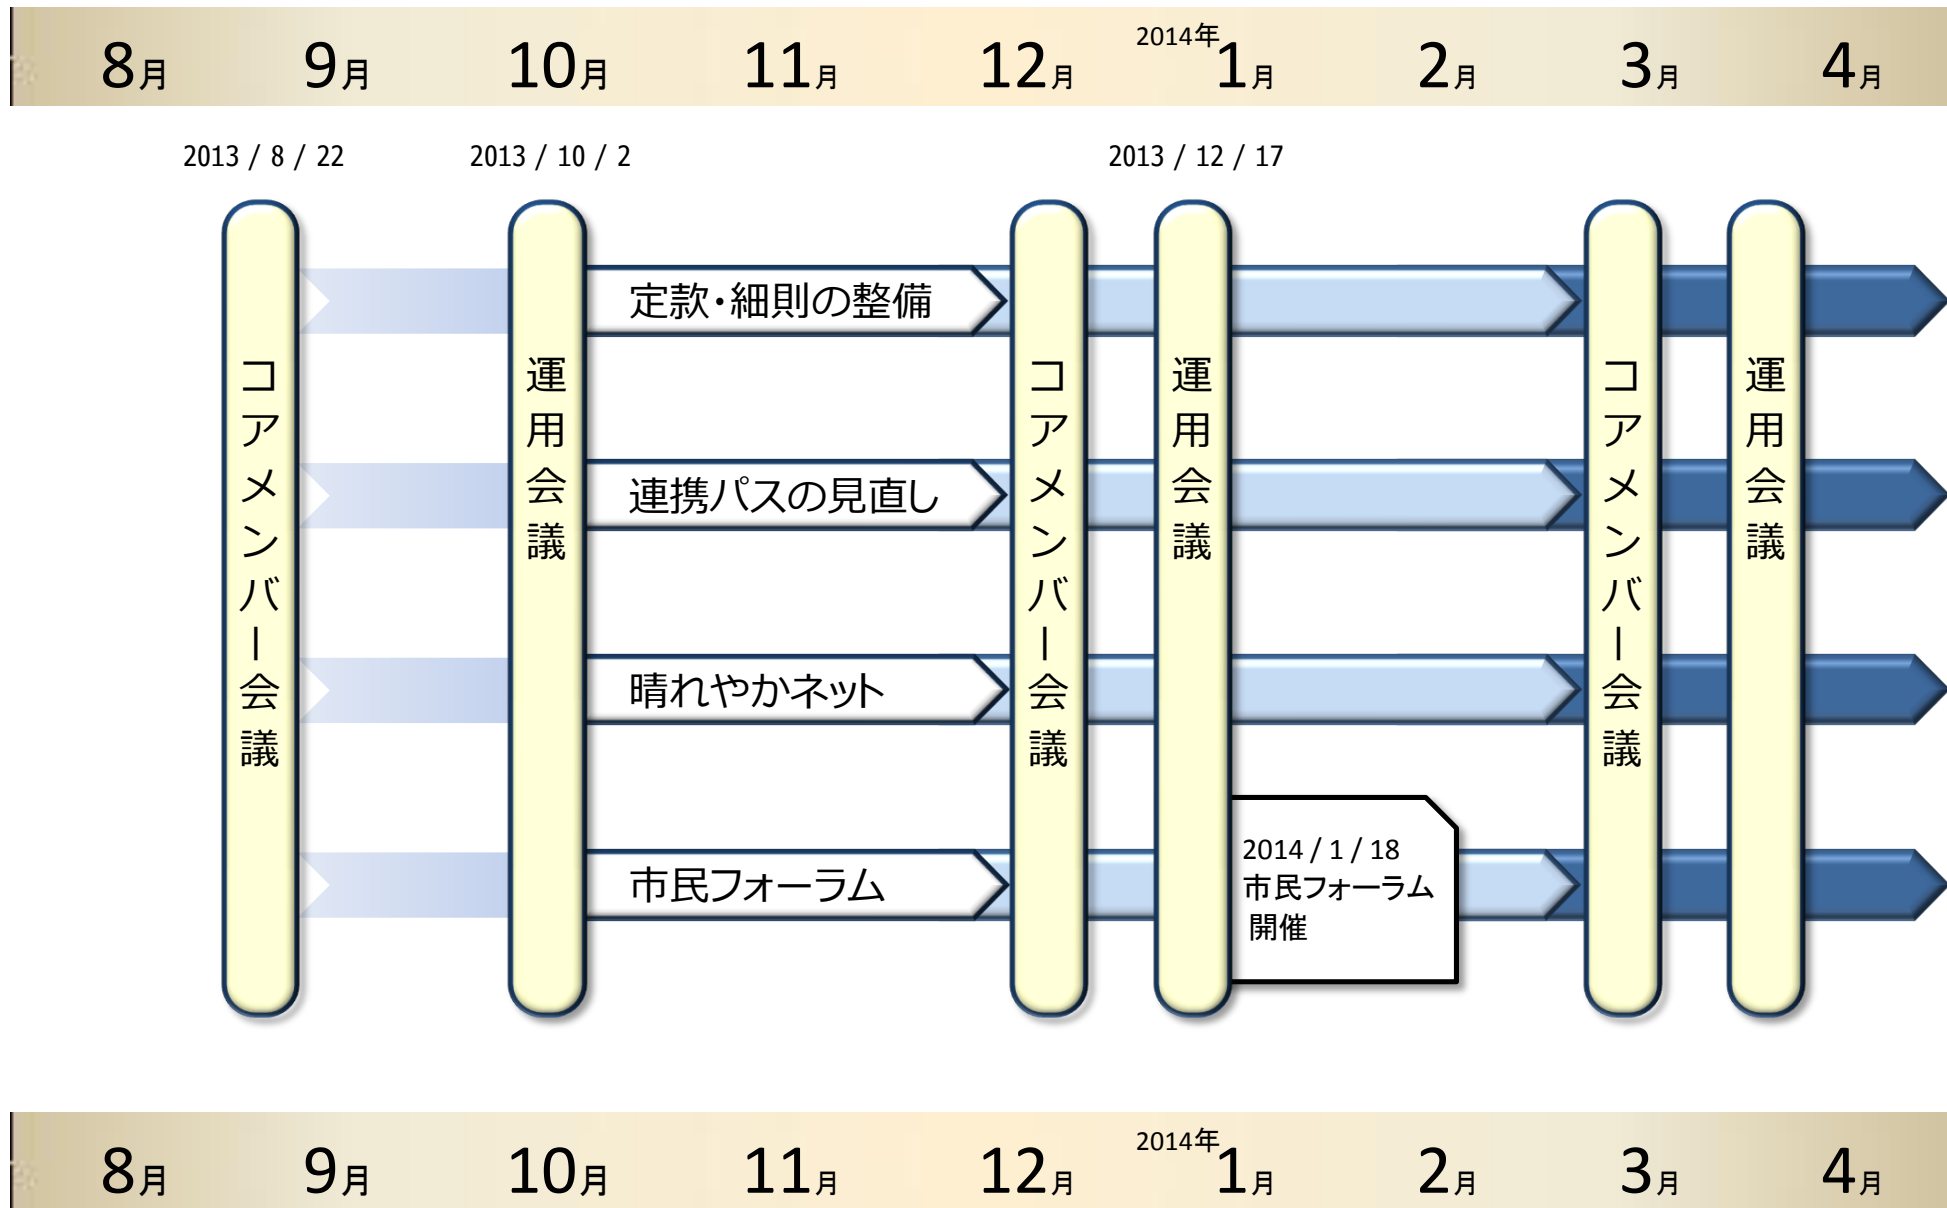 8月 9月 10月 11月 12月 2014年 1月 2月 3月 4月
2013 / 8 / 22
2013 / 10 / 2
2013 / 12 / 17
コアメンバー会議
運用会議
定款・細則の整備
連携パスの見直し
晴れやかネット
市民フォーラム
コアメンバー会議
運用会議
2014 / 1 / 18
市民フォーラム
開催
コアメンバー会議
運用会議
8月 9月 10月 11月 12月 2014年 1月 2月 3月 4月